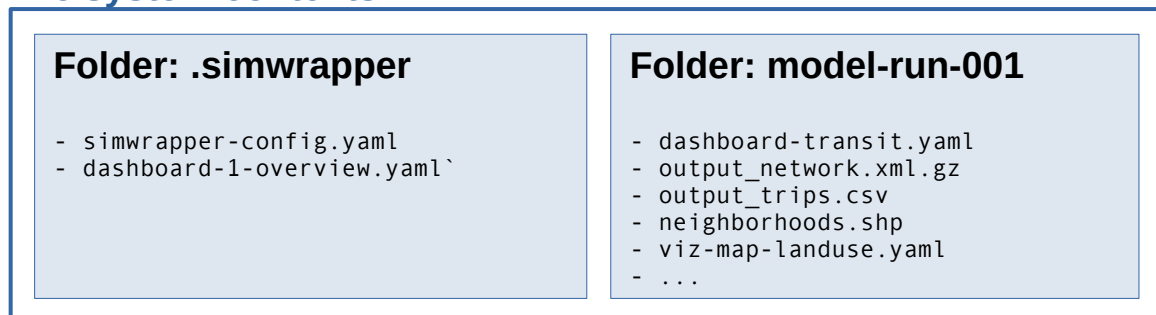 Folder: .simwrapper
- simwrapper-config.yaml
- dashboard-1-overview.yaml`
Folder: model-run-001
- dashboard-transit.yaml
- output_network.xml.gz
- output_trips.csv
- neighborhoods.shp
- viz-map-landuse.yaml
- ...